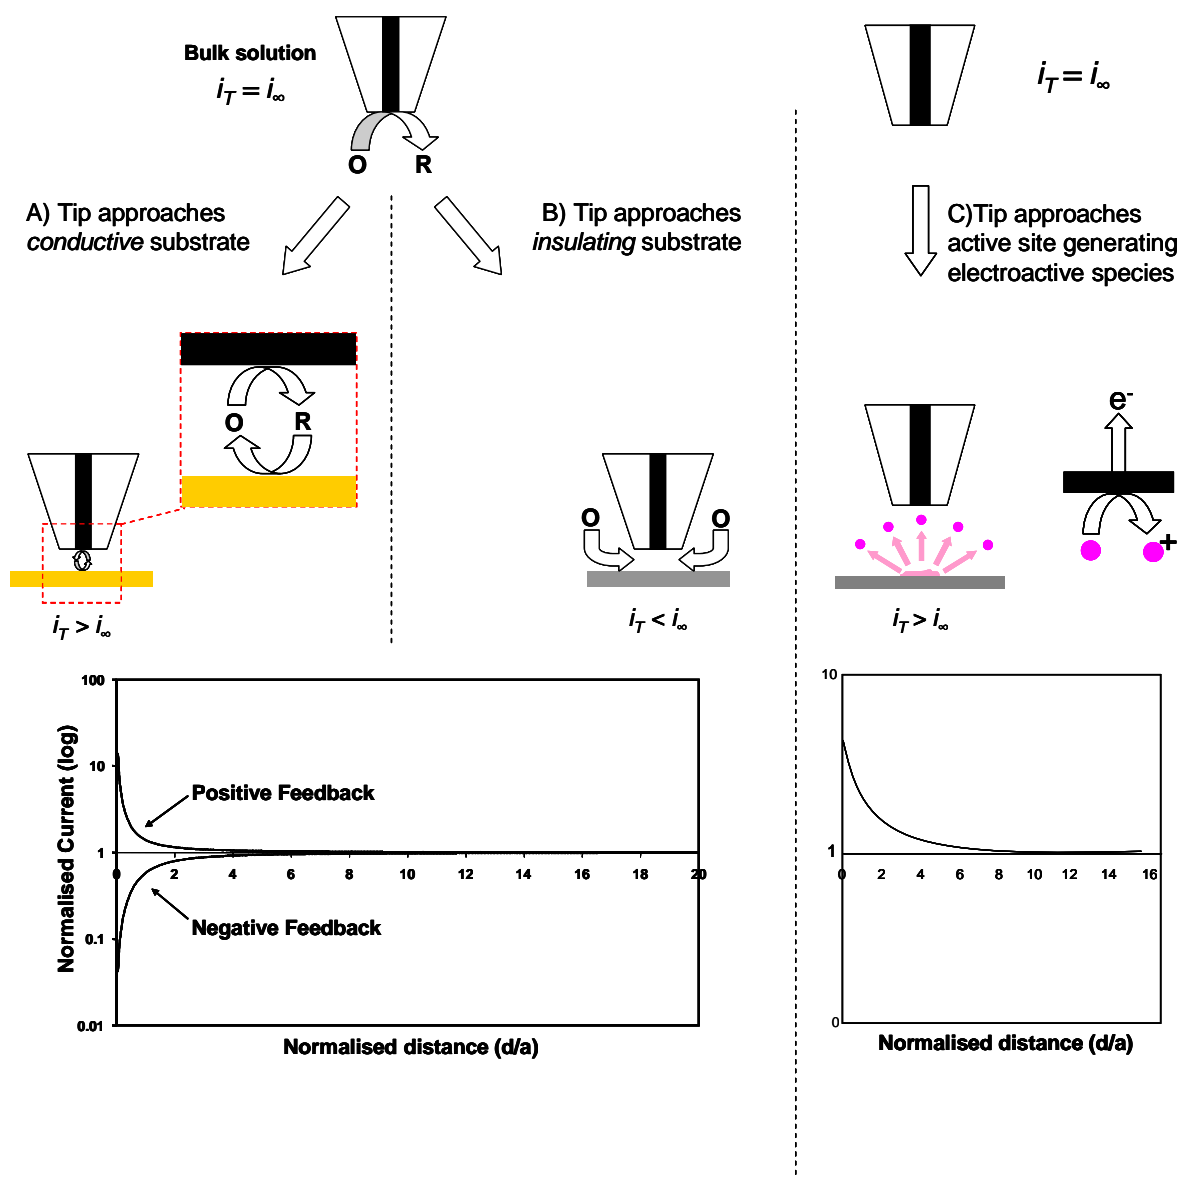 Bulk solution
iT = i∞
O R
A) Tip approaches
conductive substrate
B) Tip approaches
insulating substrate
O R
O O
iT > i∞
iT < i∞
100
10
1
0.1
0.01
0 2 4 6 8 10 12 14 16 18 20
Normalised Current (log)
Positive Feedback
Negative Feedback
Normalised distance (d/a)
iT = i∞
C)Tip approaches
active site generating
electroactive species
e-
+
iT > i∞
10
1
0
0 2 4 6 8 10 12 14 16
Normalised distance (d/a)